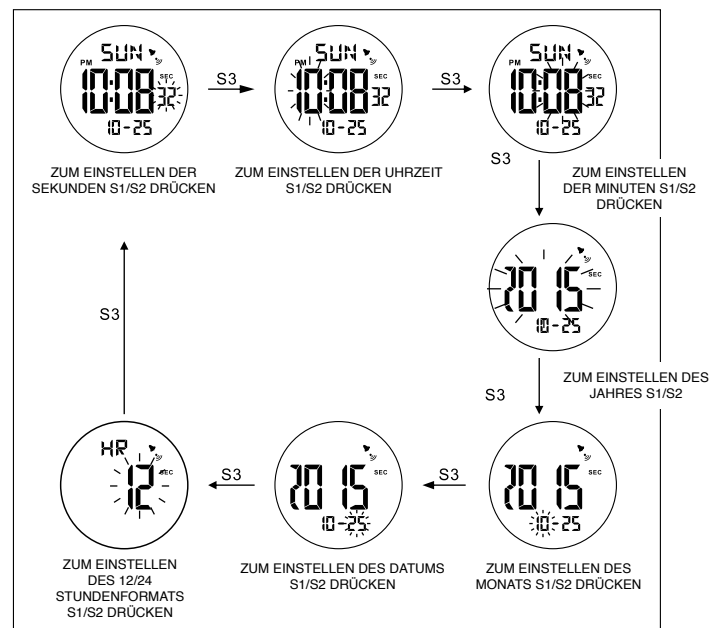 SUN
PM
10:08
SEC
32
10-25
S3
SUN
PM
10:08
SEC
32
10-25
S3
SUN
PM
10:08
SEC
32
10-25
ZUM EINSTELLEN DER
SEKUNDEN S1/S2 DRÜCKEN
ZUM EINSTELLEN DER UHRZEIT
S1/S2 DRÜCKEN
S3
ZUM EINSTELLEN
DER MINUTEN S1/S2
DRÜCKEN
2015
SEC
10-25
ZUM EINSTELLEN DES
JAHRES S1/S2
S3
S3
HR
12
SEC
S3
2015
SEC
10-25
S3
2015
SEC
10-25
ZUM EINSTELLEN
DES 12/24
STUNDENFORMATS
S1/S2 DRÜCKEN
ZUM EINSTELLEN DES DATUMS
S1/S2 DRÜCKEN
ZUM EINSTELLEN DES
MONATS S1/S2 DRÜCKEN